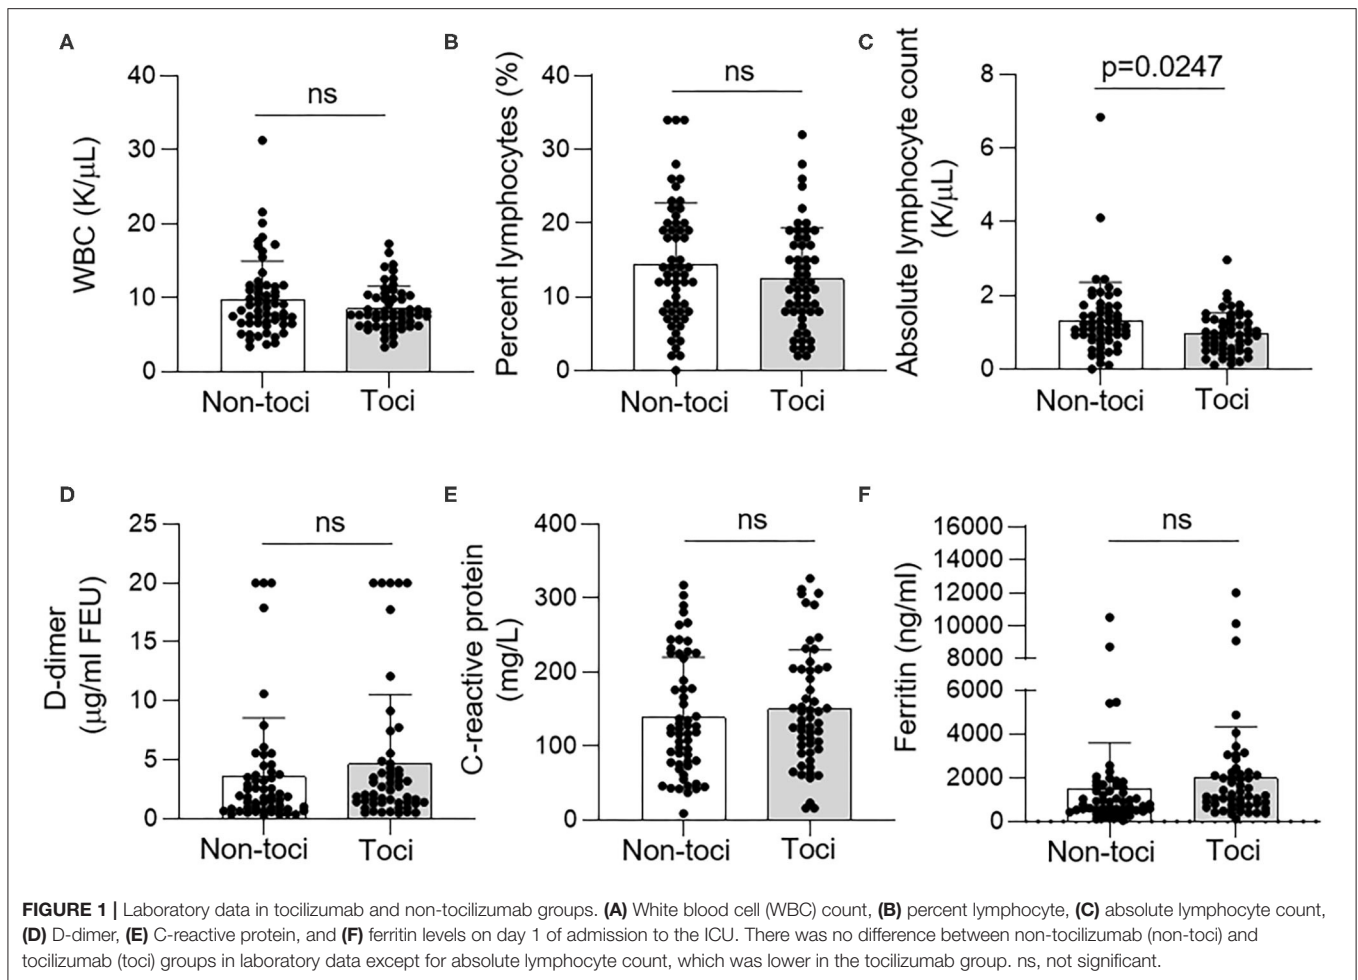 A
WBC (K/μL)
40
30
20
10
0
ns
Non-toci
Toci
B
Percent lymphocytes (%)
40
30
20
10
0
ns
Non-toci
Toci
C
Absolute lymphocyte count
(K/μL)
8
6
4
2
0
p=0.0247
Non-toci
Toci
D
D-dimer
(μg/ml FEU)
25
20
15
10
5
0
ns
Non-toci
Toci
E
C-reactive protein
(mg/L)
400
300
200
100
0
ns
Non-toci
Toci
F
Ferritin (ng/ml)
16000
14000
12000
10000
8000
6000
4000
2000
0
ns
Non-toci
Toci
FIGURE 1 | Laboratory data in tocilizumab and non-tocilizumab groups. (A) White blood cell (WBC) count, (B) percent lymphocyte, (C) absolute lymphocyte count,
(D) D-dimer, (E) C-reactive protein, and (F) ferritin levels on day 1 of admission to the ICU. There was no difference between non-tocilizumab (non-toci) and
tocilizumab (toci) groups in laboratory data except for absolute lymphocyte count, which was lower in the tocilizumab group. ns, not significant.